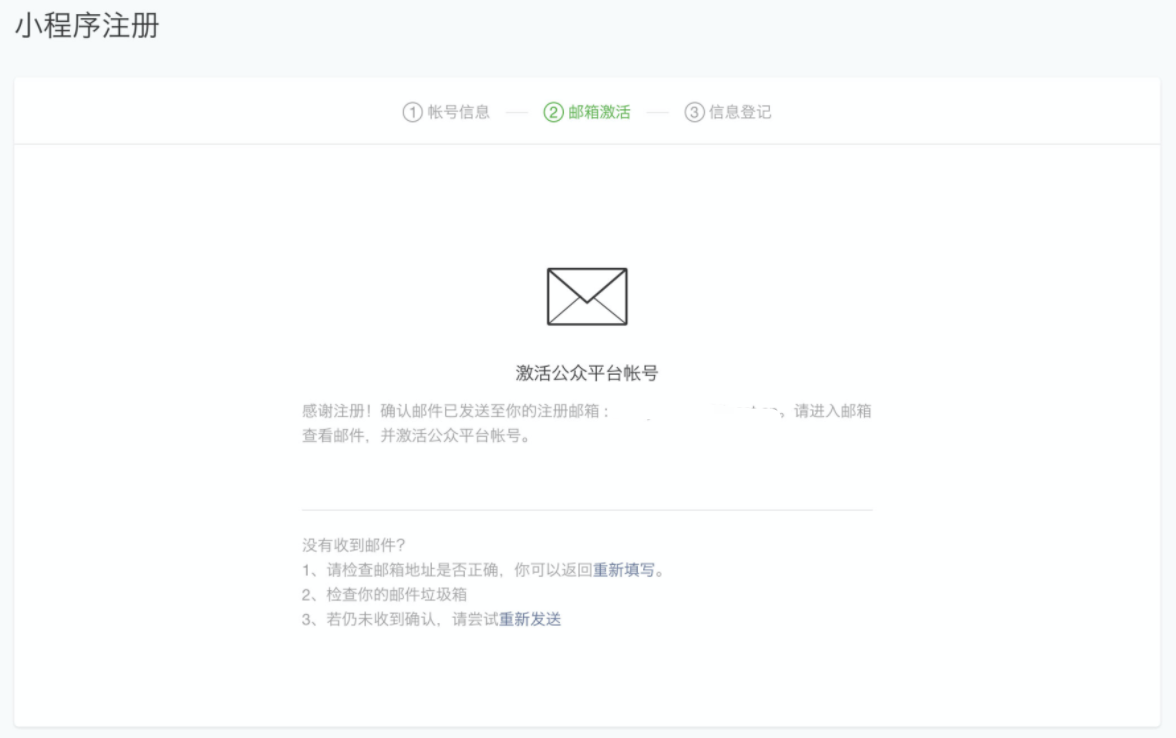 小程序注册
① 帐号信息 — ② 邮箱激活 — ③ 信息登记
激活公众平台帐号
感谢注册！确认邮件已发送至你的注册邮箱： 。请进入邮箱
查看邮件，并激活公众平台帐号。
没有收到邮件？
1、请检查邮箱地址是否正确，你可以返回重新填写。
2、检查你的邮件垃圾箱
3、若仍未收到确认，请尝试重新发送